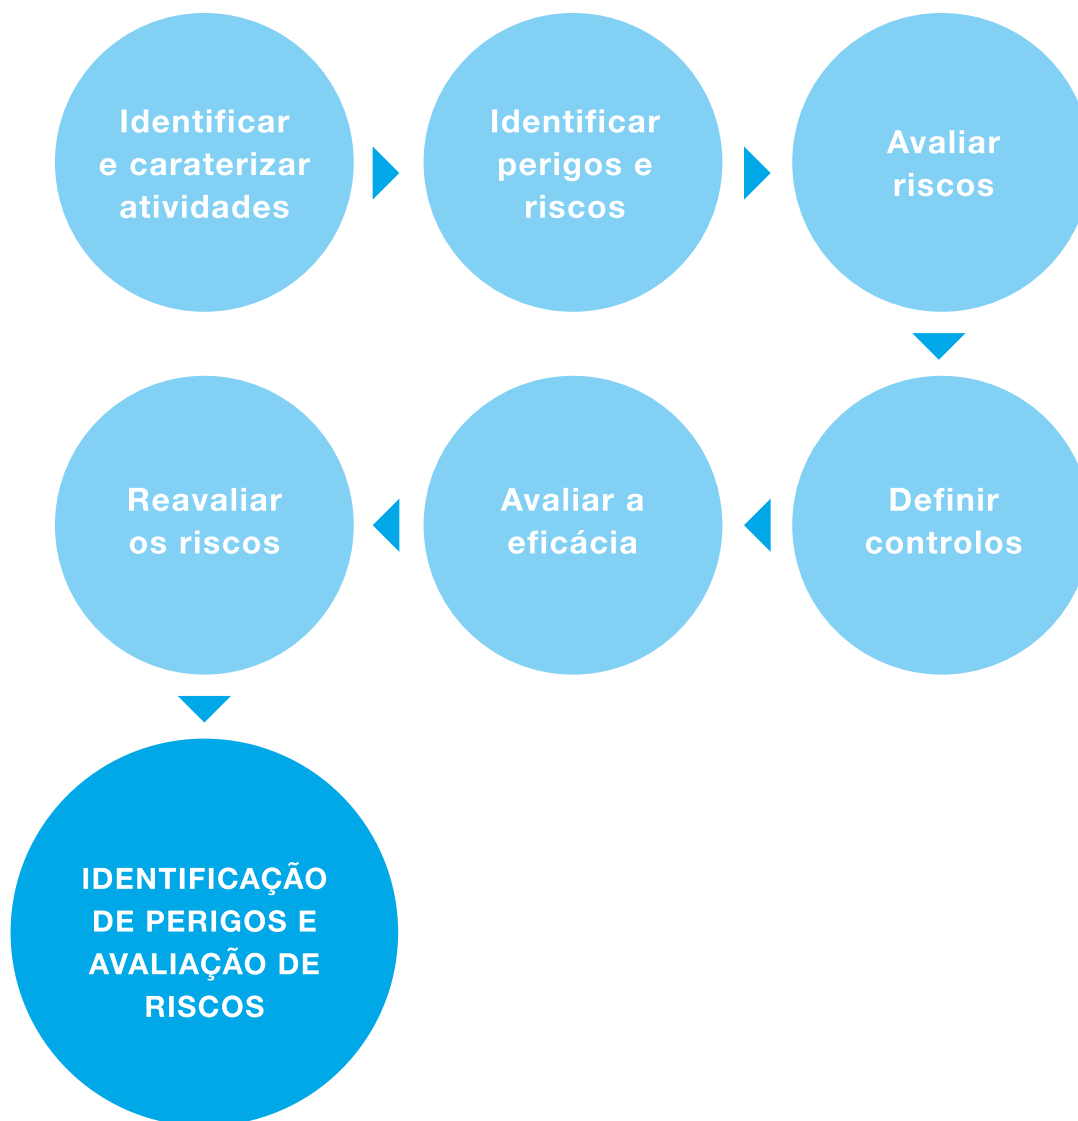 Identificar
e caraterizar
atividades
Identificar
perigos e
riscos
Avaliar
riscos
Definir
controlos
Avaliar a
eficácia
Reavaliar
os riscos
IDENTIFICAÇÃO
DE PERIGOS E
AVALIAÇÃO DE
RISCOS